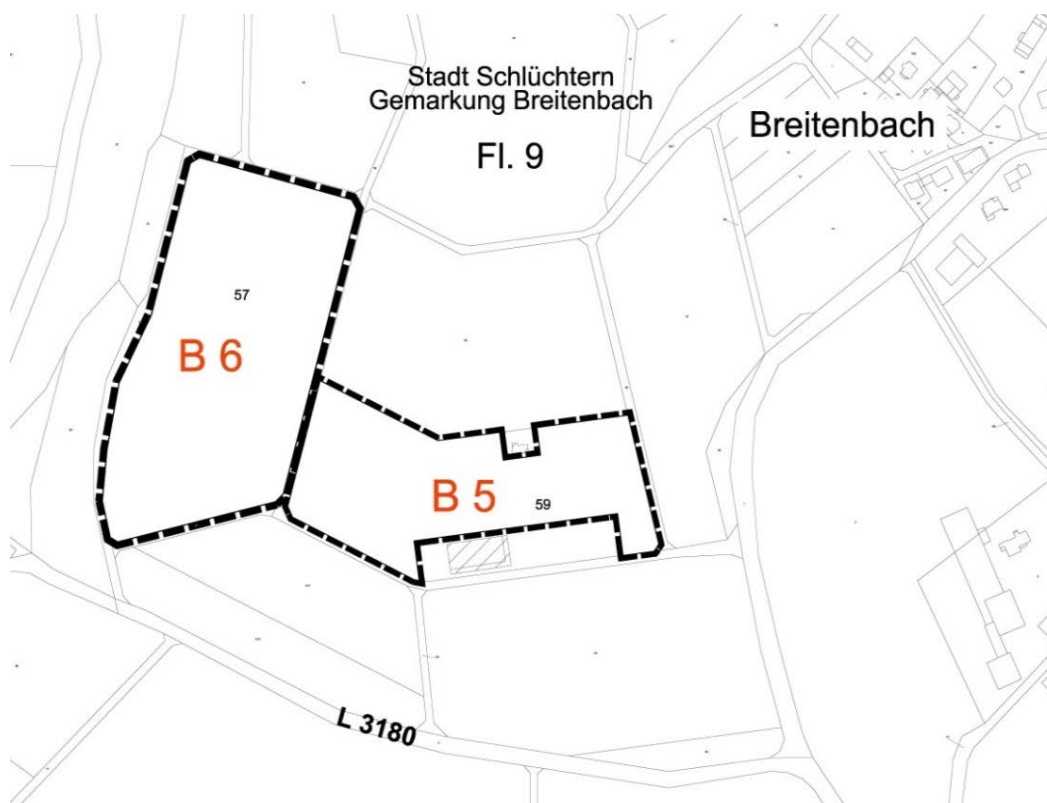 Stadt Schlüchtern
Gemarkung Breitenbach
Fl. 9
Breitenbach
57
B 6
B 5
59
L 3180